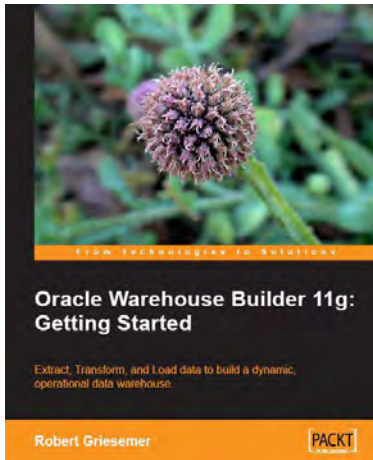 From Technologies to Solutions
Oracle Warehouse Builder 11g:
Getting Started
Extract, Transform, and Load data to build a dynamic,
operational data warehouse.
Robert Griesemer
PACKT
PUBLISHING